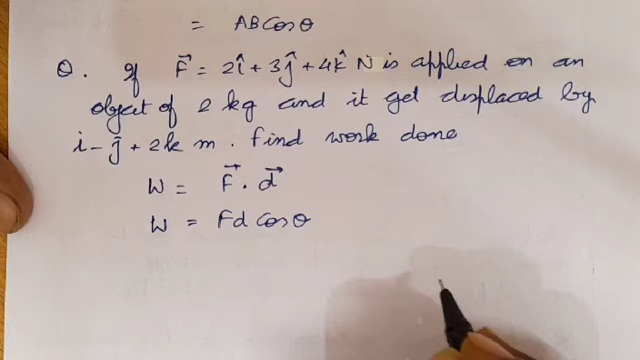 = AB Cos θ
Q. If F⃗ = 2î + 3ĵ + 4k̂ N is applied on an
object of 2 kg and it get displaced by
i - j + 2k m. find work done
W = F⃗ . d⃗
W = Fd Cos θ